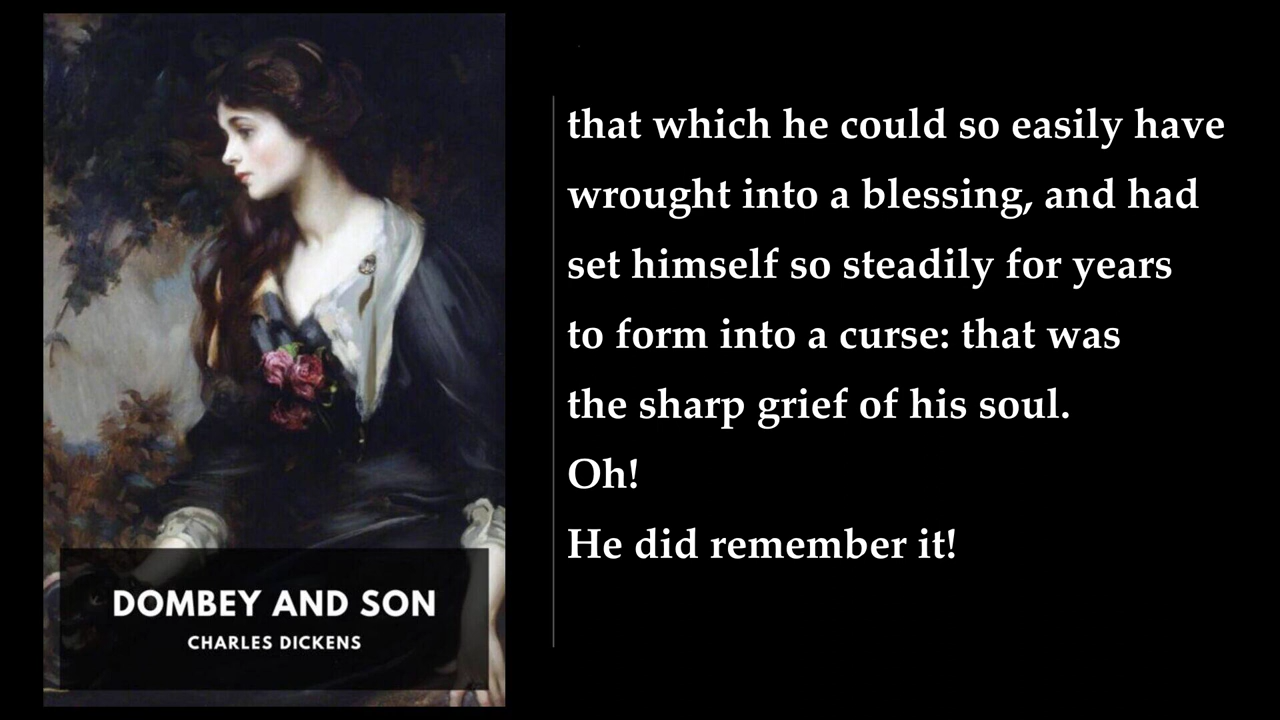 that which he could so easily have
wrought into a blessing, and had
set himself so steadily for years
to form into a curse: that was
the sharp grief of his soul.
Oh!
He did remember it!
DOMBEY AND SON
CHARLES DICKENS